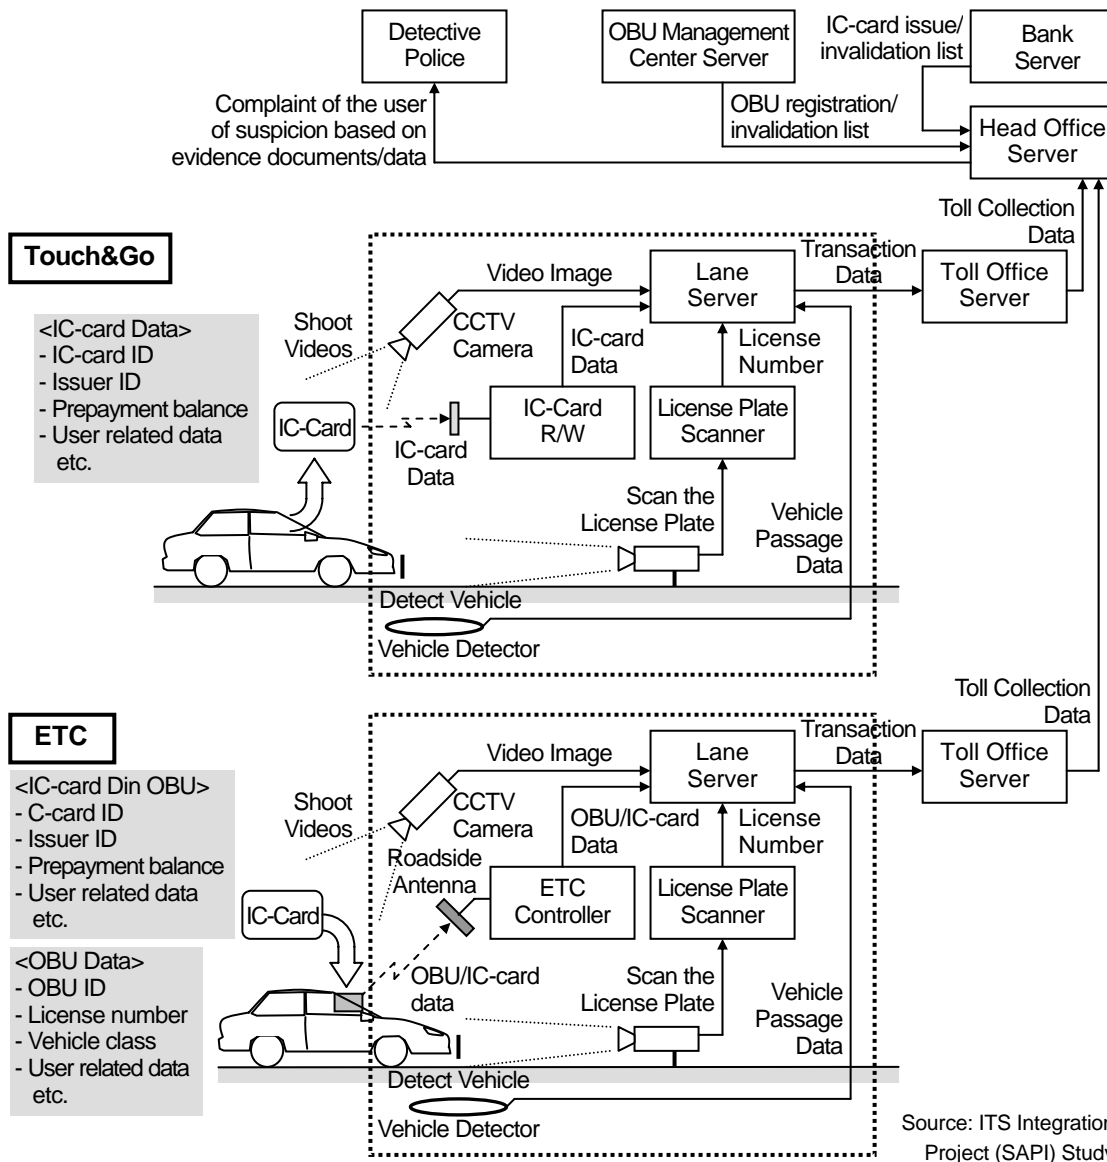 Detective
Police
OBU Management
Center Server
IC-card issue/
invalidation list
Bank
Server
Complaint of the user
of suspicion based on
evidence documents/data
OBU registration/
invalidation list
Head Office
Server
Toll Collection
Data
Touch&Go
Video Image
Lane
Server
Transaction
Data
Toll Office
Server
<IC-card Data>
- IC-card ID
- Issuer ID
- Prepayment balance
- User related data
etc.
Shoot
Videos
CCTV
Camera
IC-card
Data
License
Number
IC-Card
IC-card
Data
IC-Card
R/W
License Plate
Scanner
Scan the
License Plate
Vehicle
Passage
Data
Detect Vehicle
Vehicle Detector
Toll Collection
Data
ETC
Video Image
Lane
Server
Transaction
Data
Toll Office
Server
<IC-card Din OBU>
- C-card ID
- Issuer ID
- Prepayment balance
- User related data
etc.
Shoot
Videos
CCTV
Camera
OBU/IC-card
Data
License
Number
Roadside
Antenna
ETC
Controller
License Plate
Scanner
IC-Card
<OBU Data>
- OBU ID
- License number
- Vehicle class
- User related data
etc.
OBU/IC-card
data
Scan the
License Plate
Vehicle
Passage
Data
Detect Vehicle
Vehicle Detector
Source: ITS Integration
Project (SAPI) Study